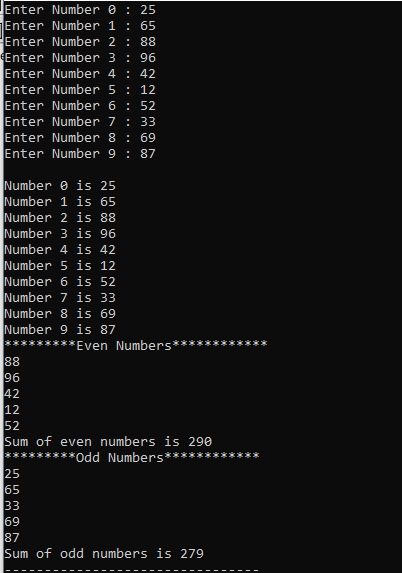 Enter Number 0 : 25
Enter Number 1 : 65
Enter Number 2 : 88
Enter Number 3 : 96
Enter Number 4 : 42
Enter Number 5 : 12
Enter Number 6 : 52
Enter Number 7 : 33
Enter Number 8 : 69
Enter Number 9 : 87

Number 0 is 25
Number 1 is 65
Number 2 is 88
Number 3 is 96
Number 4 is 42
Number 5 is 12
Number 6 is 52
Number 7 is 33
Number 8 is 69
Number 9 is 87
*********Even Numbers************
88
96
42
12
52
Sum of even numbers is 290
*********Odd Numbers************
25
65
33
69
87
Sum of odd numbers is 279
--------------------------------